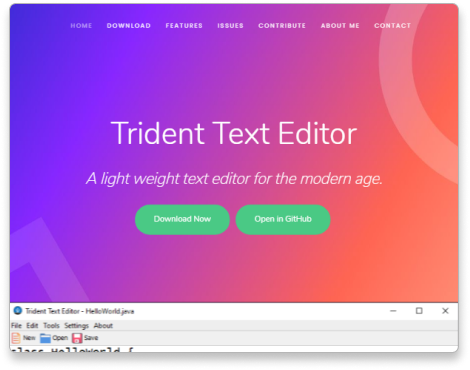 HOME DOWNLOAD FEATURES ISSUES CONTRIBUTE ABOUT ME CONTACT
Trident Text Editor
A light weight text editor for the modern age.
Download Now Open in GitHub
Trident Text Editor - HelloWorld.java
File Edit Tools Settings About
New Open Save
class HelloWorld {